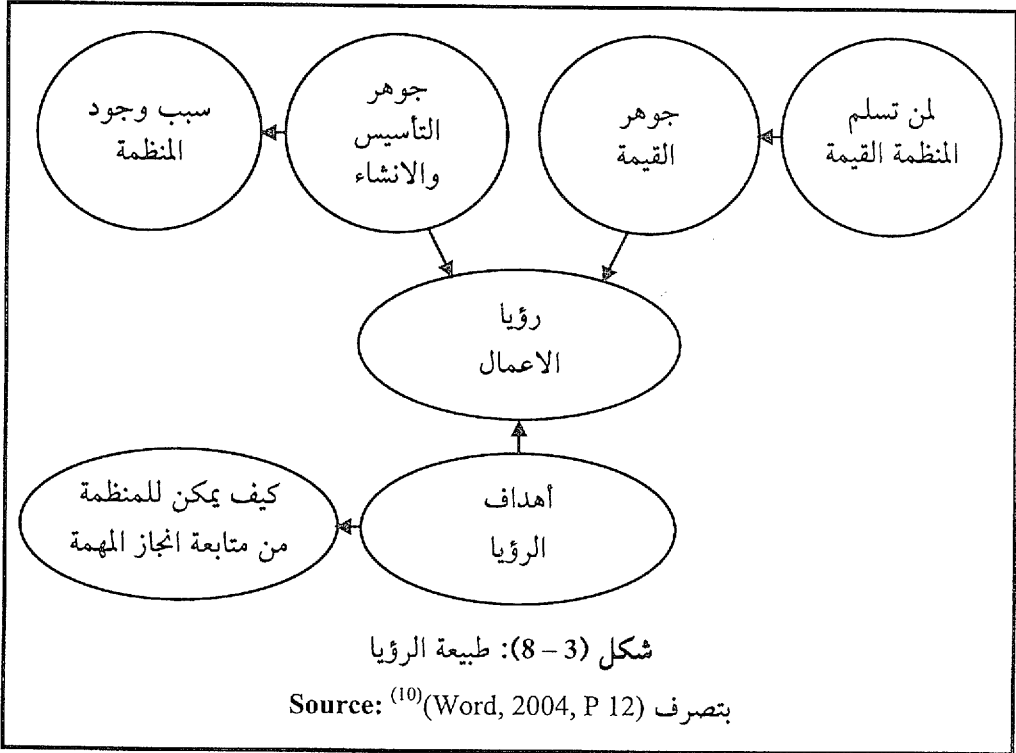 لمن تسلم
المنظمة القيمة
جوهر
القيمة
جوهر
التأسيس
والانشاء
سبب وجود
المنظمة
رؤيا
الاعمال
أهداف
الرؤيا
كيف يمكن للمنظمة
من متابعة انجاز المهمة
شكل (3 – 8): طبيعة الرؤيا
Source: (10)(Word, 2004, P 12) بتصرف